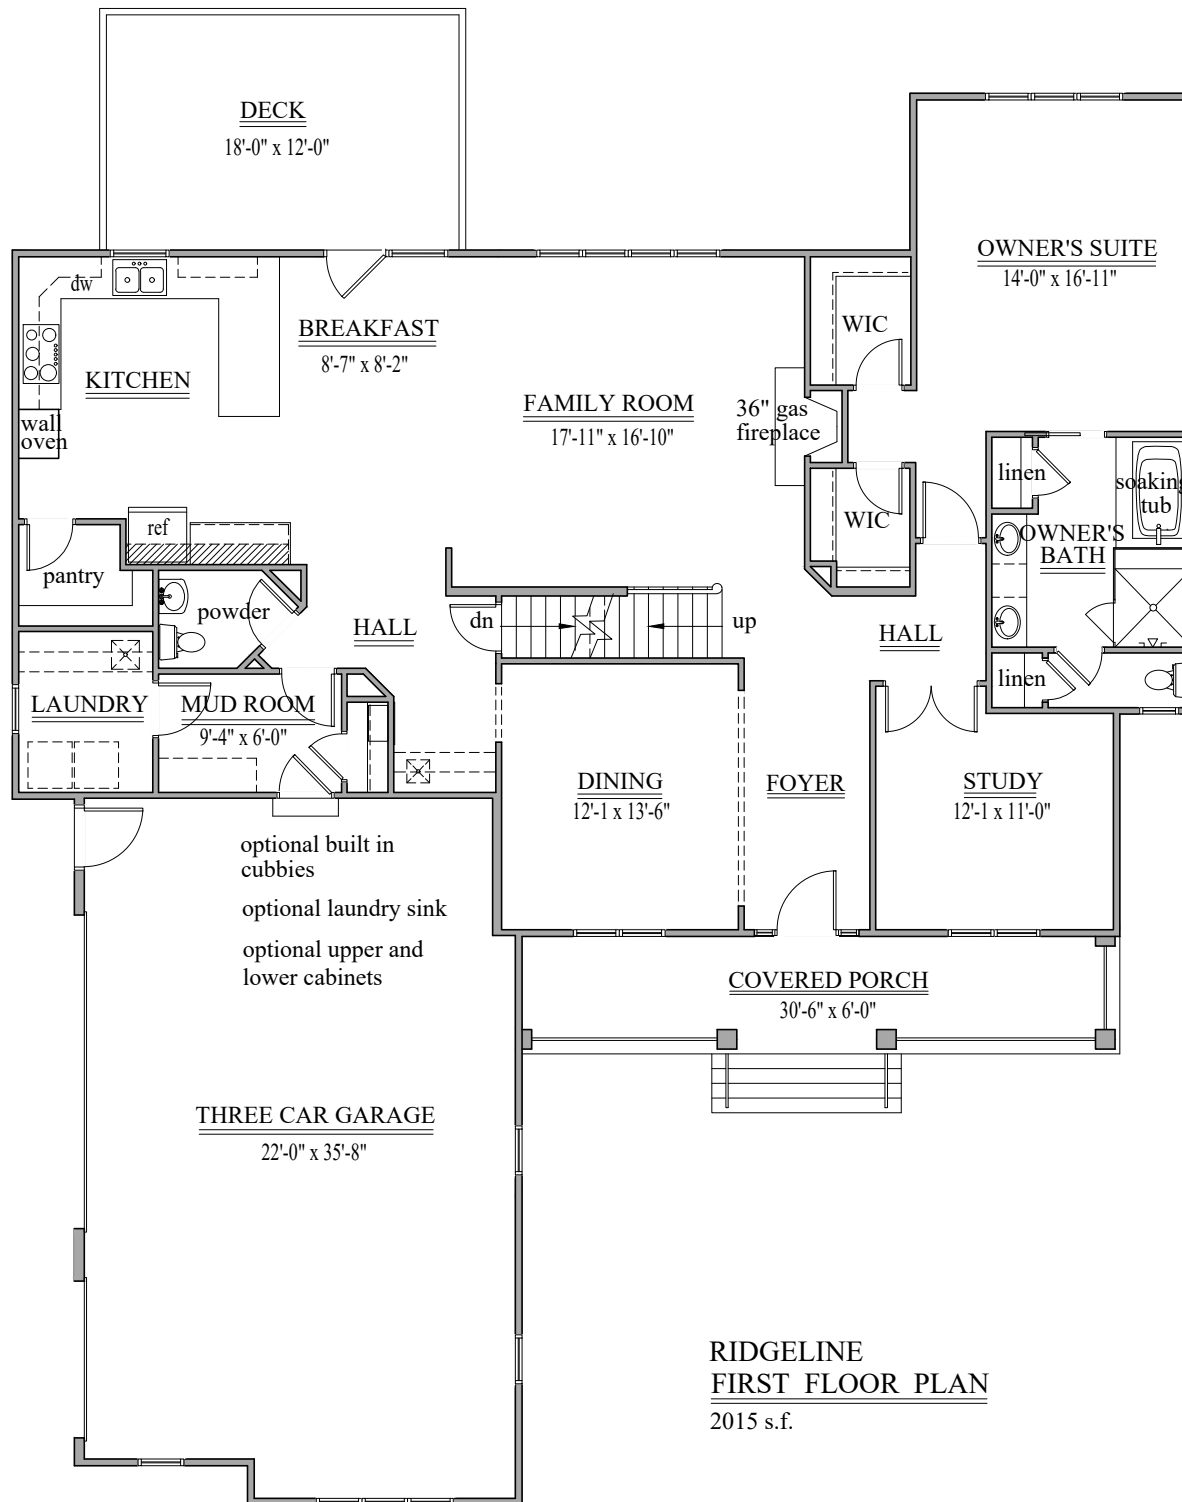 DECK
18'-0" x 12'-0"
OWNER'S SUITE
14'-0" x 16'-11"
dw
WIC
BREAKFAST
8'-7" x 8'-2"
KITCHEN
FAMILY ROOM
17'-11" x 16'-10"
36" gas
fireplace
wall
oven
linen
soaking
tub
ref
WIC
OWNER'S
BATH
pantry
powder
HALL
dn
up
HALL
linen
LAUNDRY
MUD ROOM
9'-4" x 6'-0"
DINING
12'-1 x 13'-6"
FOYER
STUDY
12'-1 x 11'-0"
optional built in
cubbies
optional laundry sink
optional upper and
lower cabinets
COVERED PORCH
30'-6" x 6'-0"
THREE CAR GARAGE
22'-0" x 35'-8"
RIDGELINE
FIRST FLOOR PLAN
2015 s.f.